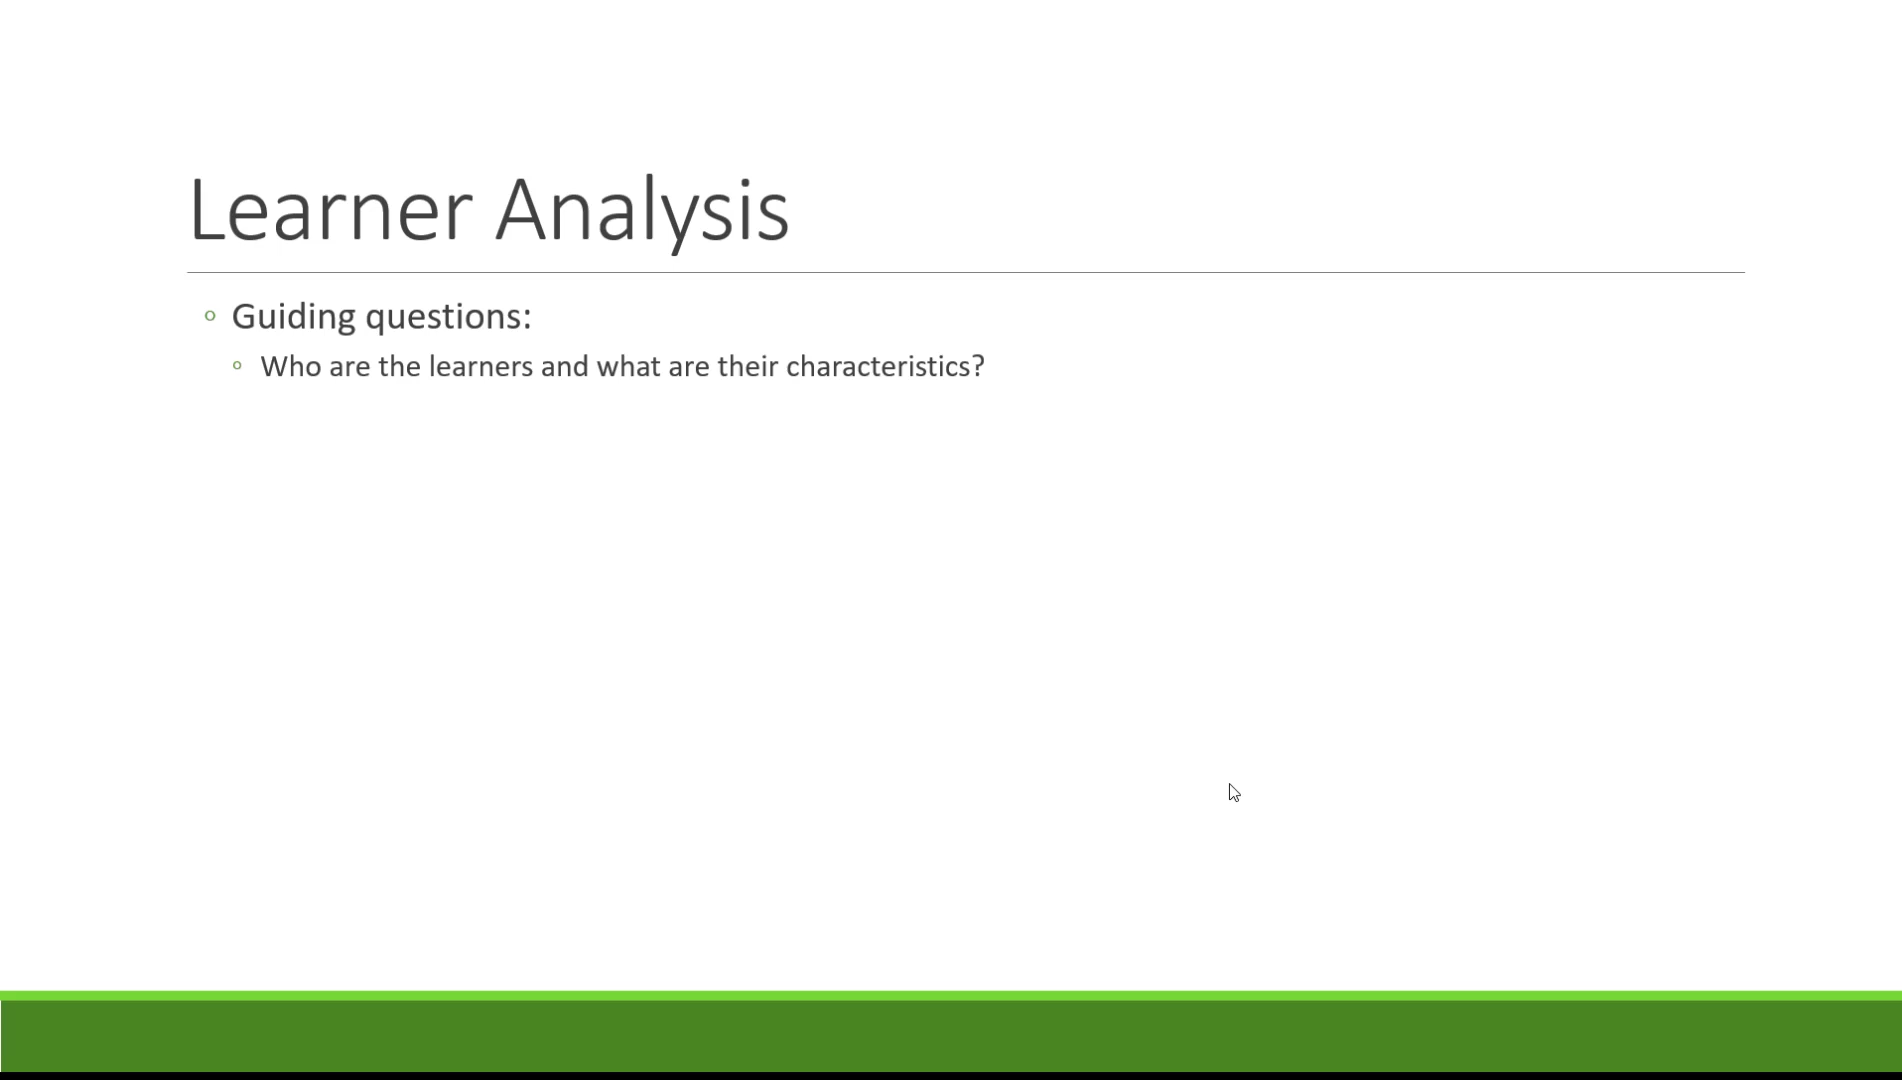 Learner Analysis
Guiding questions:
Who are the learners and what are their characteristics?